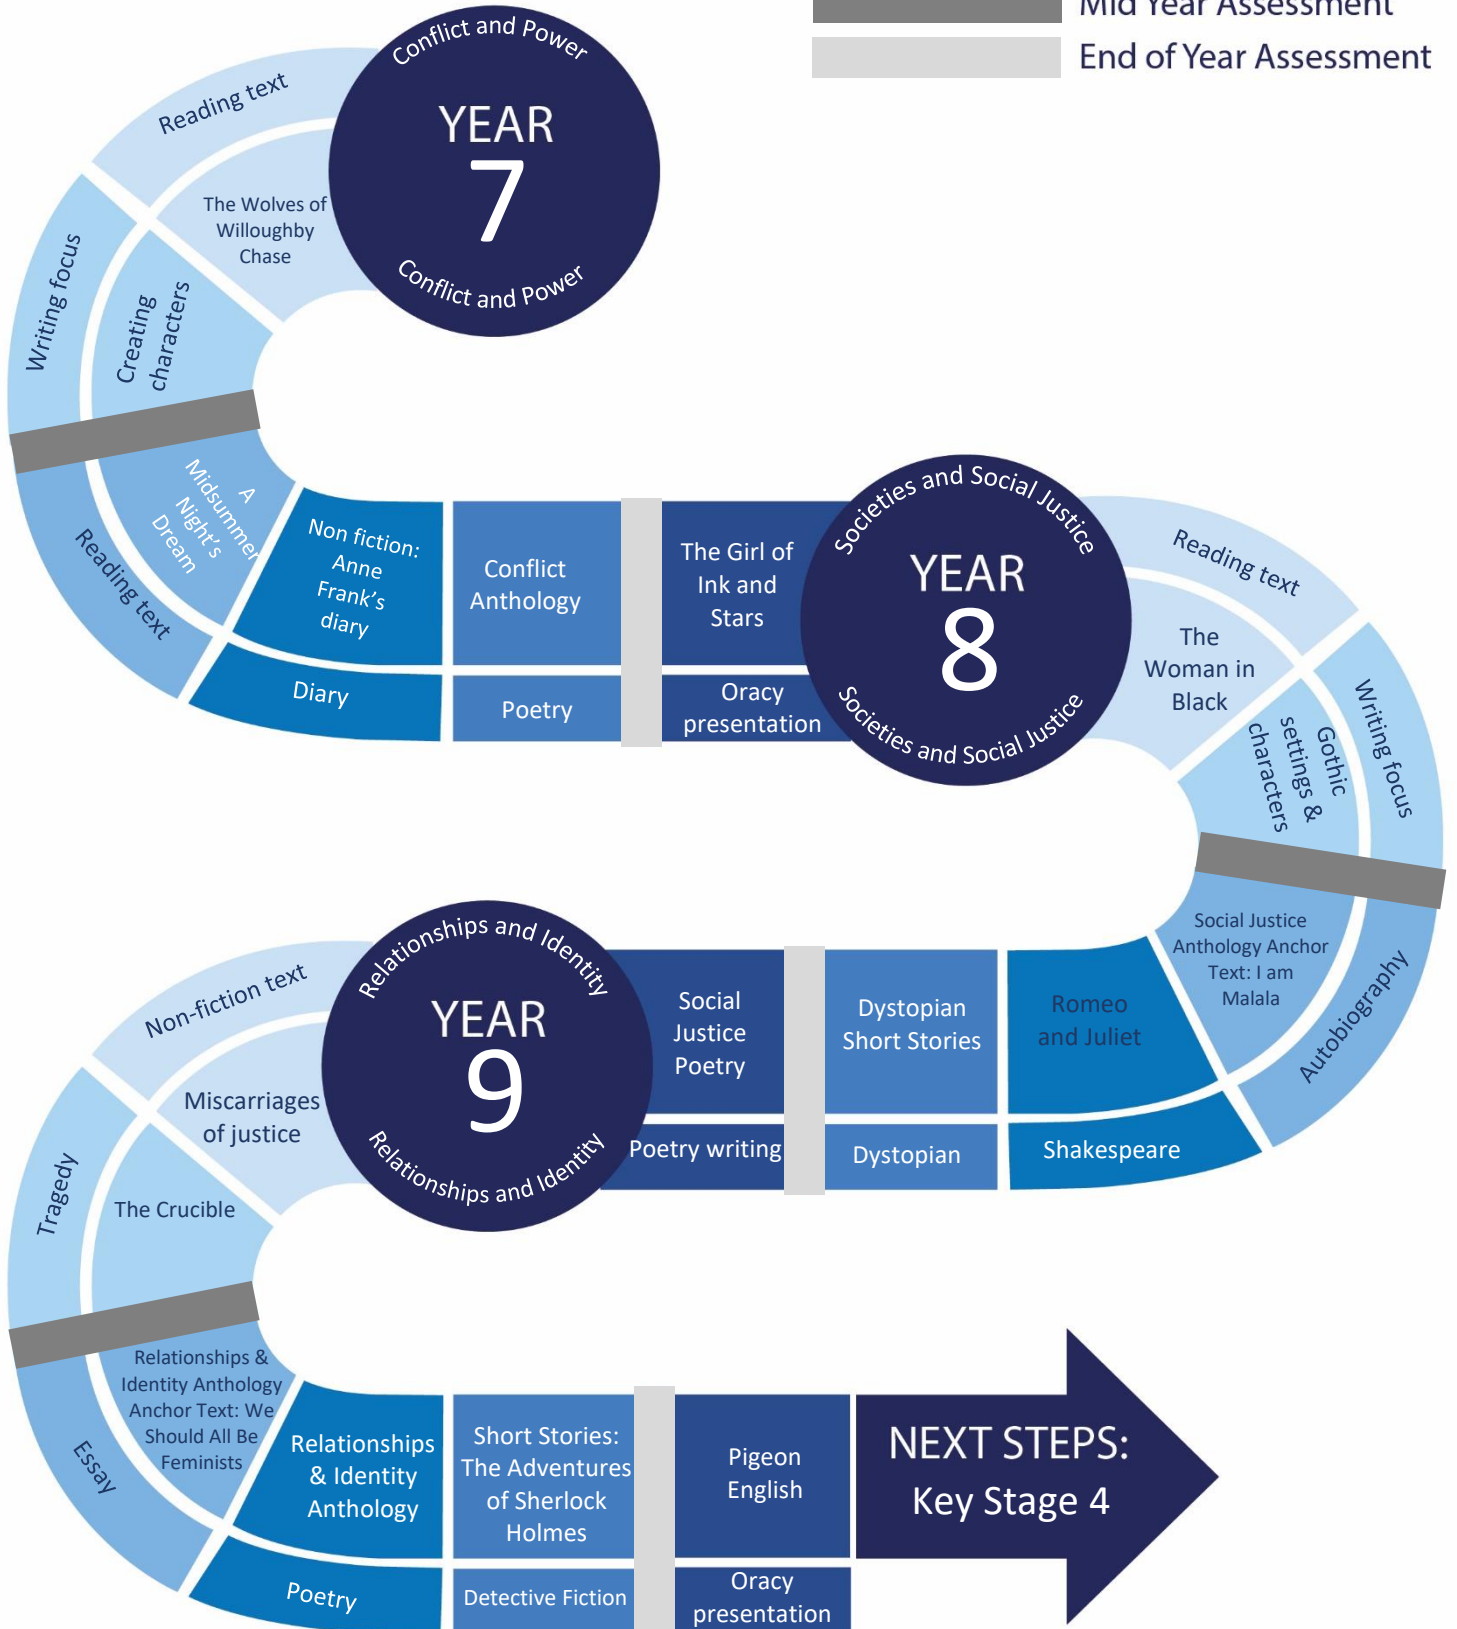 Mid Year Assessment
End of Year Assessment
Conflict and Power
YEAR
7
Conflict and Power
Reading text
The Wolves of
Willoughby
Chase
Writing focus
Creating
characters
Reading text
A
Midsummer
Night’s
Dream
Non fiction:
Anne
Frank’s
diary
Diary
Conflict
Anthology
Poetry
The Girl of
Ink and
Stars
Oracy
presentation
Societies and Social Justice
YEAR
8
Societies and Social Justice
Reading text
The
Woman in
Black
Writing focus
Gothic
settings &
characters
Social Justice
Anthology Anchor
Text: I am
Malala
Autobiography
Romeo
and Juliet
Shakespeare
Dystopian
Short Stories
Dystopian
Social
Justice
Poetry
Poetry writing
Relationships and Identity
YEAR
9
Relationships and Identity
Non-fiction text
Miscarriages
of justice
Tragedy
The Crucible
Relationships &
Identity Anthology
Anchor Text: We
Should All Be
Feminists
Essay
Relationships
& Identity
Anthology
Poetry
Short Stories:
The Adventures
of Sherlock
Holmes
Detective Fiction
Pigeon
English
Oracy
presentation
NEXT STEPS:
Key Stage 4